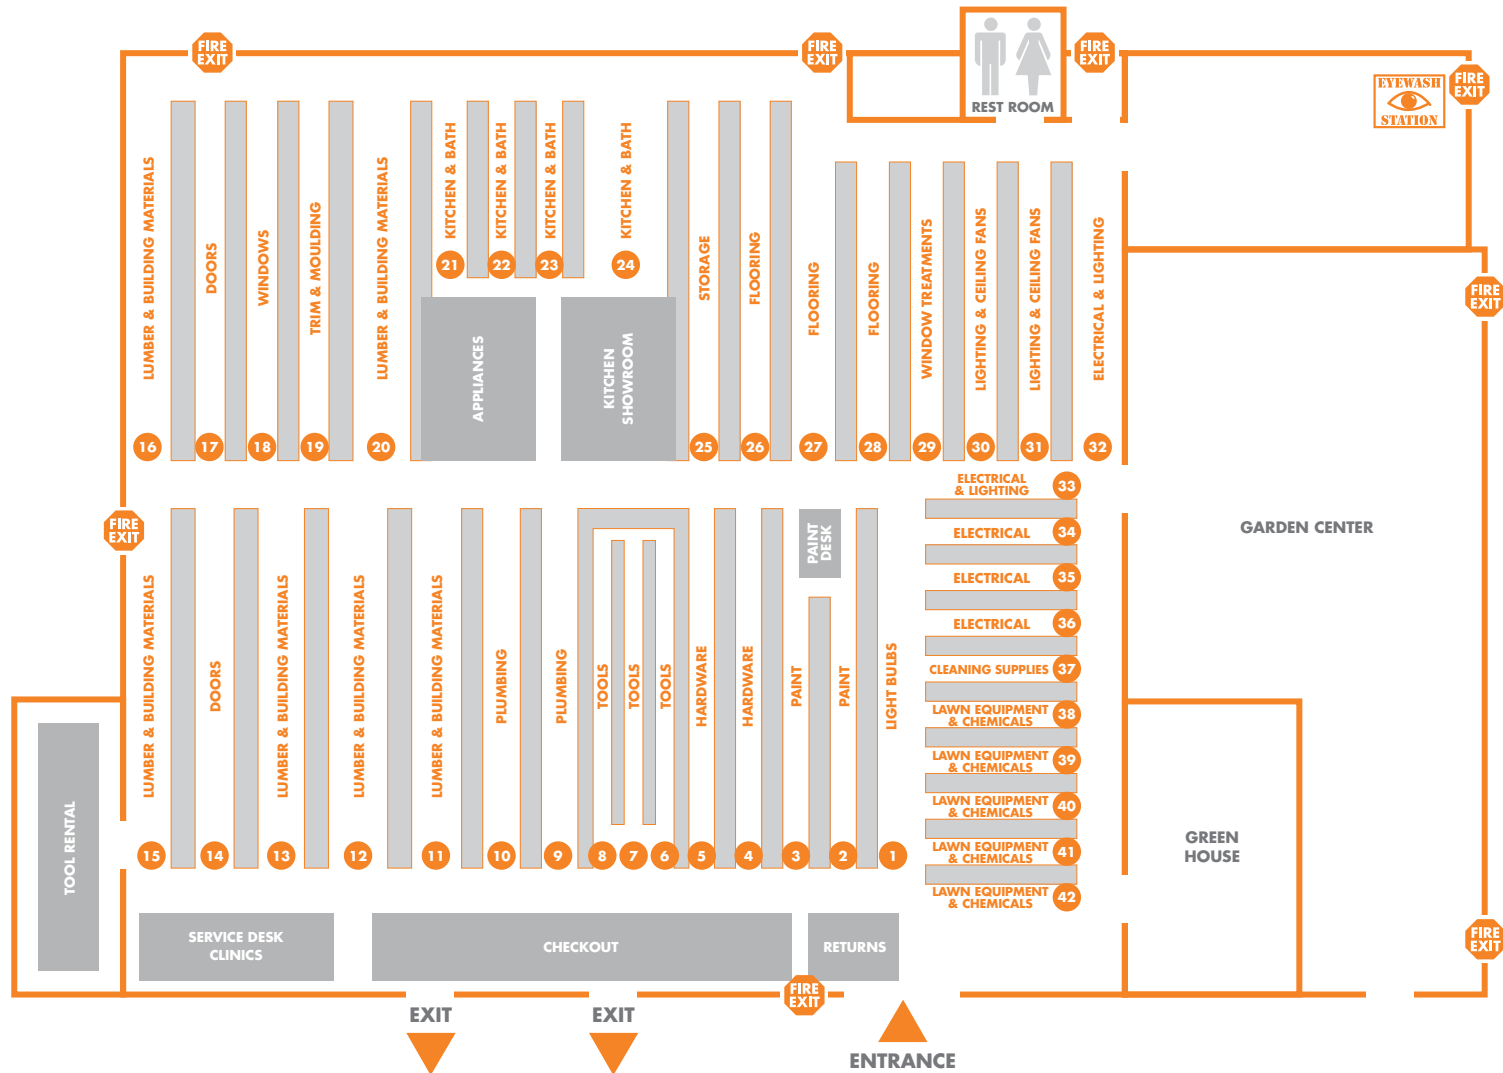 FIRE
EXIT
FIRE
EXIT
FIRE
EXIT
REST ROOM
EYEWASH
STATION
FIRE
EXIT
LUMBER & BUILDING MATERIALS
16
DOORS
17
WINDOWS
18
TRIM & MOULDING
19
LUMBER & BUILDING MATERIALS
20
KITCHEN & BATH
21
KITCHEN & BATH
22
KITCHEN & BATH
23
KITCHEN & BATH
24
APPLIANCES
KITCHEN
SHOWROOM
STORAGE
25
FLOORING
26
FLOORING
27
FLOORING
28
WINDOW TREATMENTS
29
LIGHTING & CEILING FANS
30
LIGHTING & CEILING FANS
31
ELECTRICAL & LIGHTING
32
FIRE
EXIT
FIRE
EXIT
LUMBER & BUILDING MATERIALS
15
DOORS
14
LUMBER & BUILDING MATERIALS
13
LUMBER & BUILDING MATERIALS
12
LUMBER & BUILDING MATERIALS
11
PLUMBING
10
PLUMBING
9
TOOLS
8
TOOLS
7
TOOLS
6
HARDWARE
5
HARDWARE
4
PAINT
3
PAINT
DESK
PAINT
2
LIGHT BULBS
1
ELECTRICAL
& LIGHTING
33
ELECTRICAL
34
ELECTRICAL
35
ELECTRICAL
36
CLEANING SUPPLIES
37
LAWN EQUIPMENT
& CHEMICALS
38
LAWN EQUIPMENT
& CHEMICALS
39
LAWN EQUIPMENT
& CHEMICALS
40
LAWN EQUIPMENT
& CHEMICALS
41
LAWN EQUIPMENT
& CHEMICALS
42
GARDEN CENTER
GREEN
HOUSE
TOOL RENTAL
SERVICE DESK
CLINICS
CHECKOUT
RETURNS
FIRE
EXIT
FIRE
EXIT
EXIT
EXIT
ENTRANCE